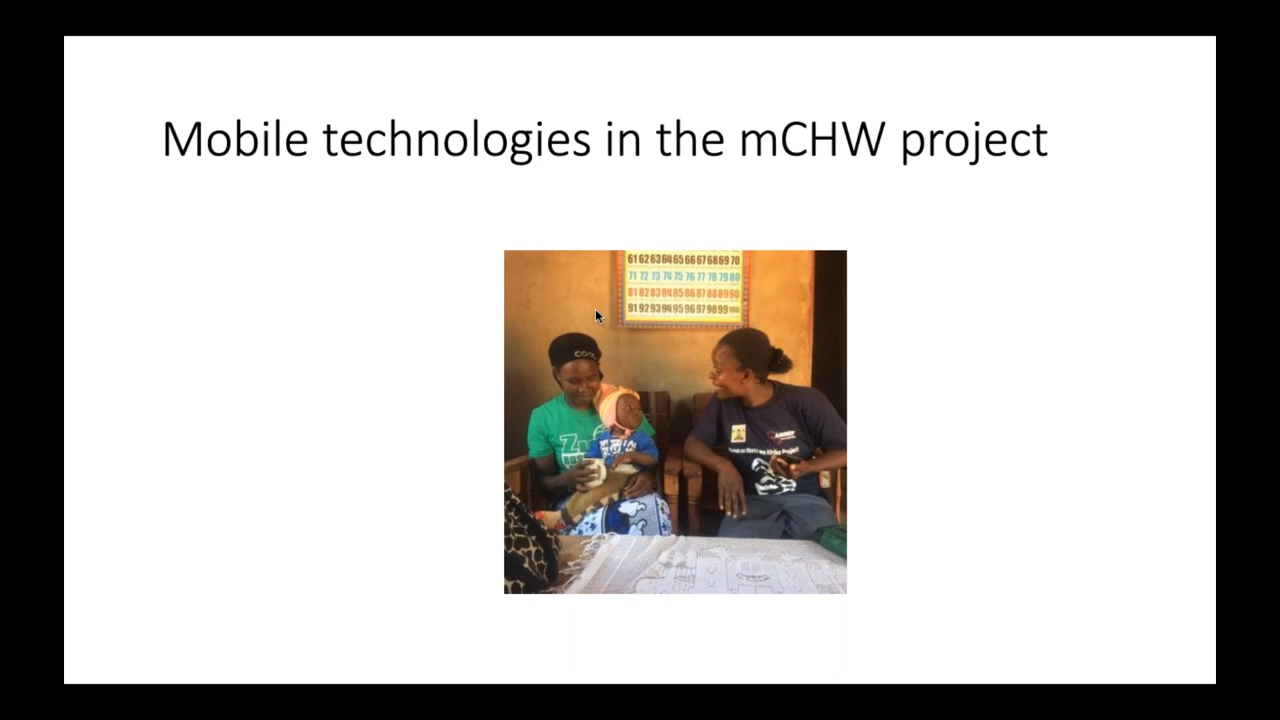 Mobile technologies in the mCHW project
61 62 63 64 65 66 67 68 69 70
71 72 73 74 75 76 77 78 79 80
81 82 83 84 85 86 87 88 89 90
91 92 93 94 95 96 97 98 99 100